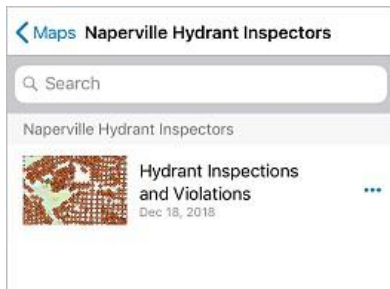 Maps Naperville Hydrant Inspectors
Search
Naperville Hydrant Inspectors
Hydrant Inspections
and Violations
Dec 18, 2018